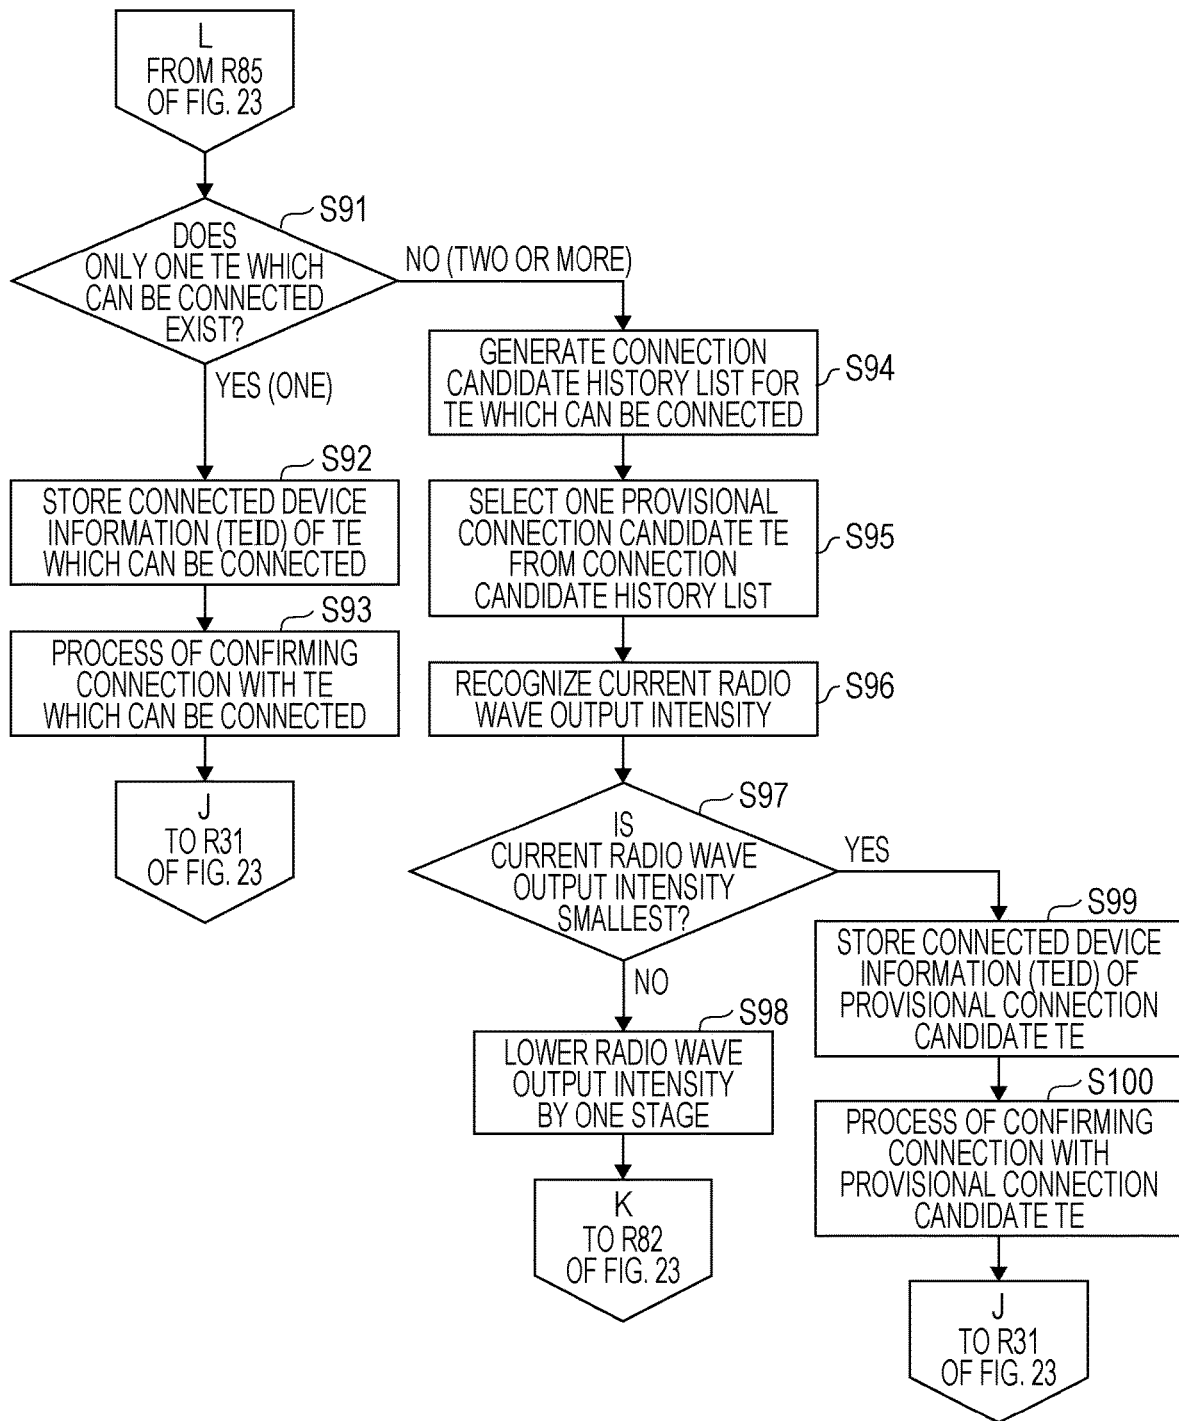 L
FROM R85
OF FIG. 23
S91
DOES
ONLY ONE TE WHICH
CAN BE CONNECTED
EXIST?
NO (TWO OR MORE)
YES (ONE)
S92
STORE CONNECTED DEVICE
INFORMATION (TEID) OF TE
WHICH CAN BE CONNECTED
S93
PROCESS OF CONFIRMING
CONNECTION WITH TE
WHICH CAN BE CONNECTED
J
TO R31
OF FIG. 23
GENERATE CONNECTION
CANDIDATE HISTORY LIST FOR
TE WHICH CAN BE CONNECTED
S94
SELECT ONE PROVISIONAL
CONNECTION CANDIDATE TE
FROM CONNECTION
CANDIDATE HISTORY LIST
S95
RECOGNIZE CURRENT RADIO
WAVE OUTPUT INTENSITY
S96
S97
IS
CURRENT RADIO WAVE
OUTPUT INTENSITY
SMALLEST?
YES
NO
S98
LOWER RADIO WAVE
OUTPUT INTENSITY
BY ONE STAGE
K
TO R82
OF FIG. 23
S99
STORE CONNECTED DEVICE
INFORMATION (TEID) OF
PROVISIONAL CONNECTION
CANDIDATE TE
S100
PROCESS OF CONFIRMING
CONNECTION WITH
PROVISIONAL CONNECTION
CANDIDATE TE
J
TO R31
OF FIG. 23